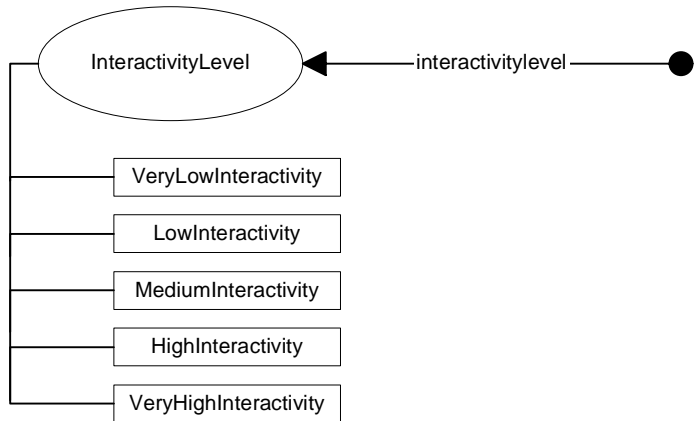 InteractivityLevel
interactivitylevel
VeryLowInteractivity
LowInteractivity
MediumInteractivity
HighInteractivity
VeryHighInteractivity